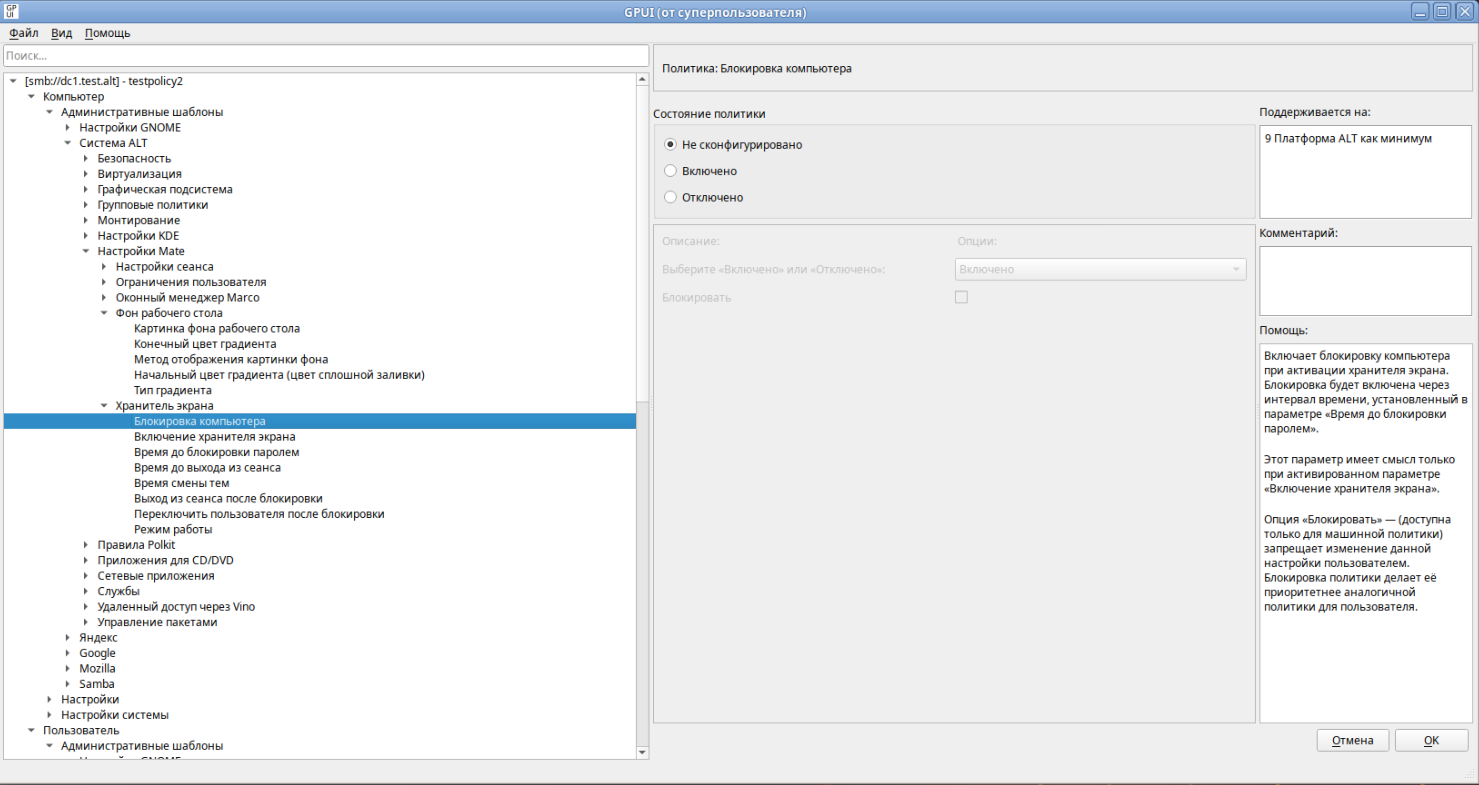 GPUI (от суперпользователя)
GP
UI
Файл Вид Помощь
Поиск...
[smb://dc1.test.alt] - testpolicy2
Компьютер
Административные шаблоны
Настройки GNOME
Система ALT
Безопасность
Виртуализация
Графическая подсистема
Групповые политики
Монтирование
Настройки KDE
Настройки Mate
Настройки сеанса
Ограничения пользователя
Оконный менеджер Marco
Фон рабочего стола
Картинка фона рабочего стола
Конечный цвет градиента
Метод отображения картинки фона
Начальный цвет градиента (цвет сплошной заливки)
Тип градиента
Хранитель экрана
Блокировка компьютера
Включение хранителя экрана
Время до блокировки паролем
Время до выхода из сеанса
Время смены тем
Выход из сеанса после блокировки
Переключить пользователя после блокировки
Режим работы
Правила Polkit
Приложения для CD/DVD
Сетевые приложения
Службы
Удаленный доступ через Vino
Управление пакетами
Яндекс
Google
Mozilla
Samba
Настройки
Настройки системы
Пользователь
Административные шаблоны
Политика: Блокировка компьютера
Состояние политики
Не сконфигурировано
Включено
Отключено
Описание: Опции:
Выберите «Включено» или «Отключено»: Включено
Блокировать
Поддерживается на:
9 Платформа ALT как минимум
Комментарий:
Помощь:
Включает блокировку компьютера
при активации хранителя экрана.
Блокировка будет включена через
интервал времени, установленный в
параметре «Время до блокировки
паролем».
Этот параметр имеет смысл только
при активированном параметре
«Включение хранителя экрана».
Опция «Блокировать» — (доступна
только для машинной политики)
запрещает изменение данной
настройки пользователем.
Блокировка политики делает её
приоритетнее аналогичной
политики для пользователя.
Отмена OK